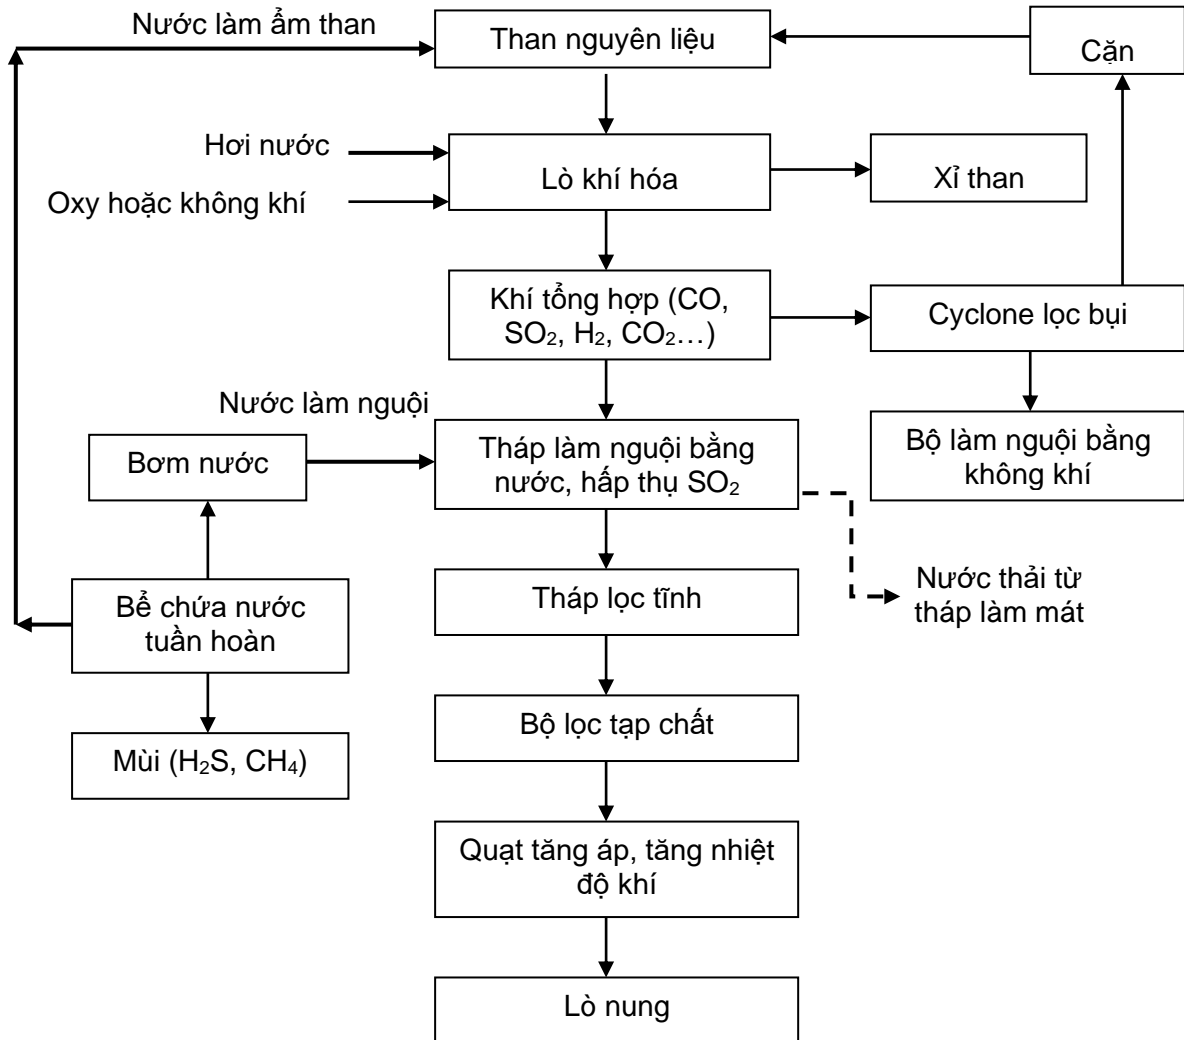 Nước làm ẩm than
Than nguyên liệu
Cặn
Hơi nước
Lò khí hóa
Xỉ than
Oxy hoặc không khí
Khí tổng hợp (CO,
SO₂, H₂, CO₂…)
Cyclone lọc bụi
Nước làm nguội
Bơm nước
Tháp làm nguội bằng
nước, hấp thụ SO₂
Bộ làm nguội bằng
không khí
Bể chứa nước
tuần hoàn
Tháp lọc tĩnh
Nước thải từ
tháp làm mát
Mùi (H₂S, CH₄)
Bộ lọc tạp chất
Quạt tăng áp, tăng nhiệt
độ khí
Lò nung